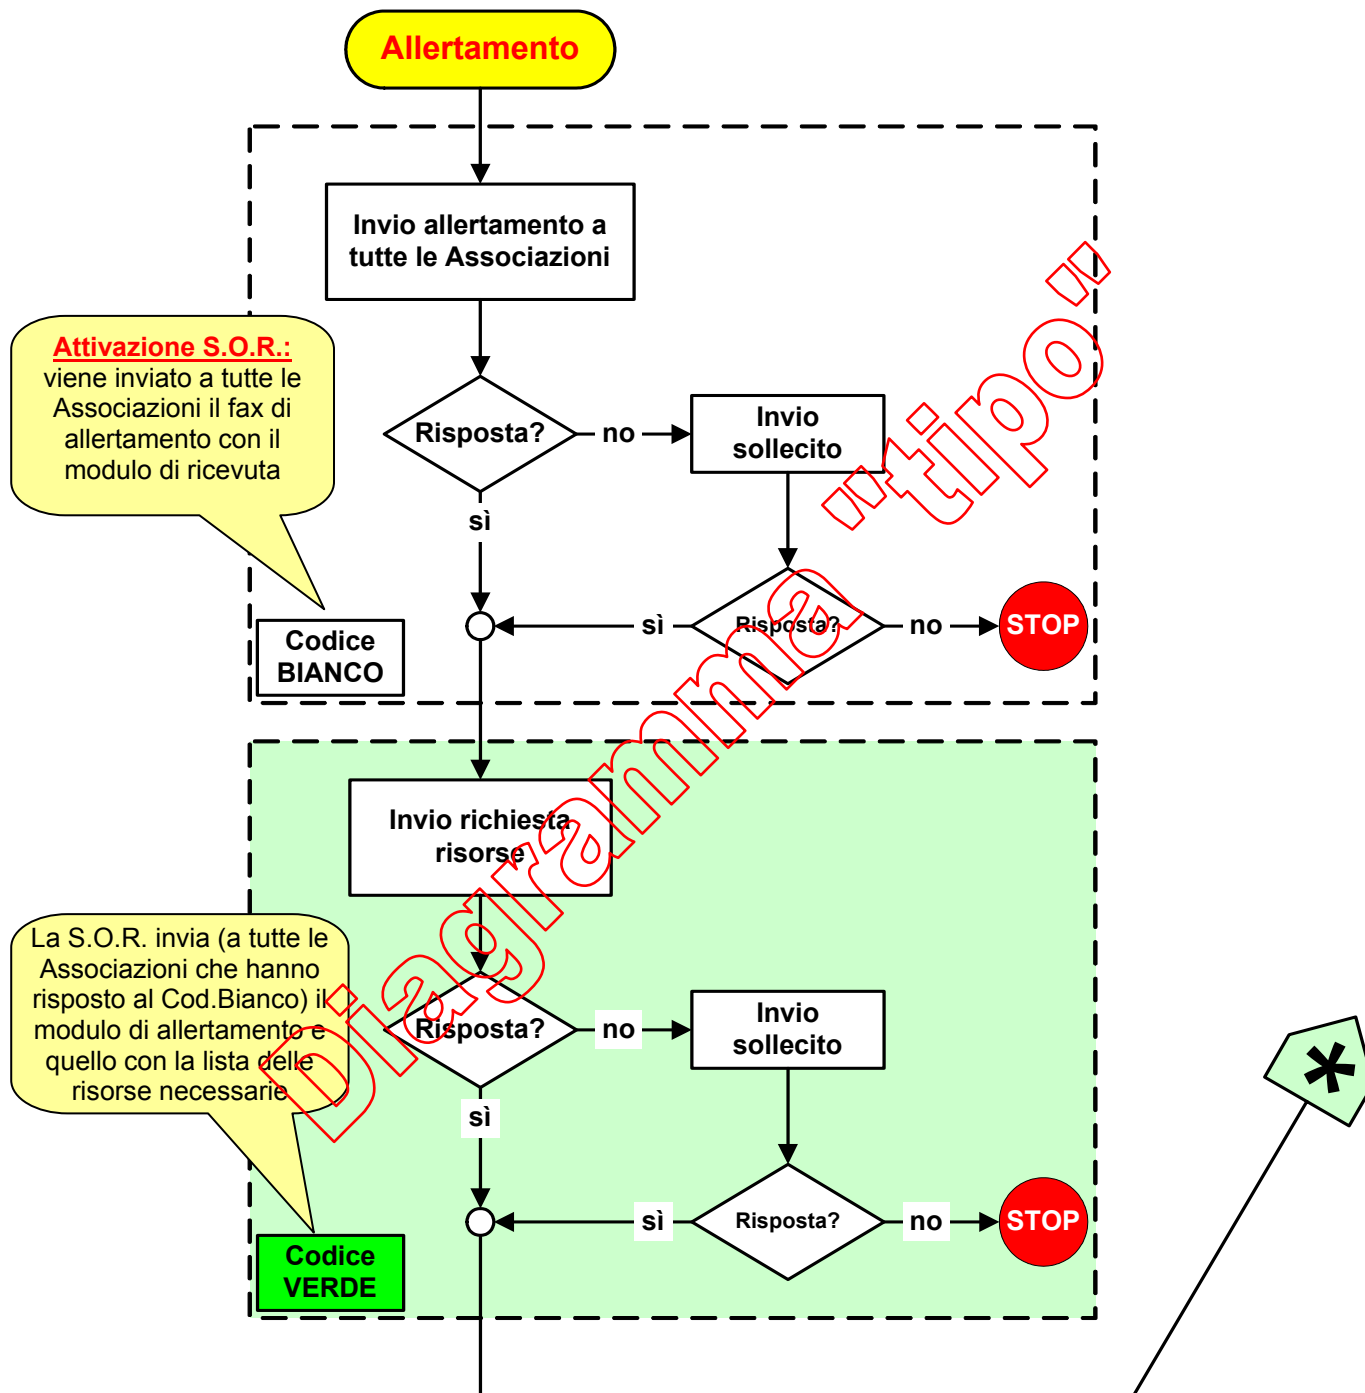 Allertamento
Invio allertamento a
tutte le Associazioni
Attivazione S.O.R.:
viene inviato a tutte le
Associazioni il fax di
allertamento con il
modulo di ricevuta
Risposta?
no
Invio
sollecito
sì
Risposta?
sì
no
STOP
Codice
BIANCO
Invio richiesta
risorse
La S.O.R. invia (a tutte le
Associazioni che hanno
risposto al Cod.Bianco) il
modulo di allertamento e
quello con la lista delle
risorse necessarie
Risposta?
no
Invio
sollecito
sì
Risposta?
sì
no
STOP
Codice
VERDE
*
Diagramma "tipo"